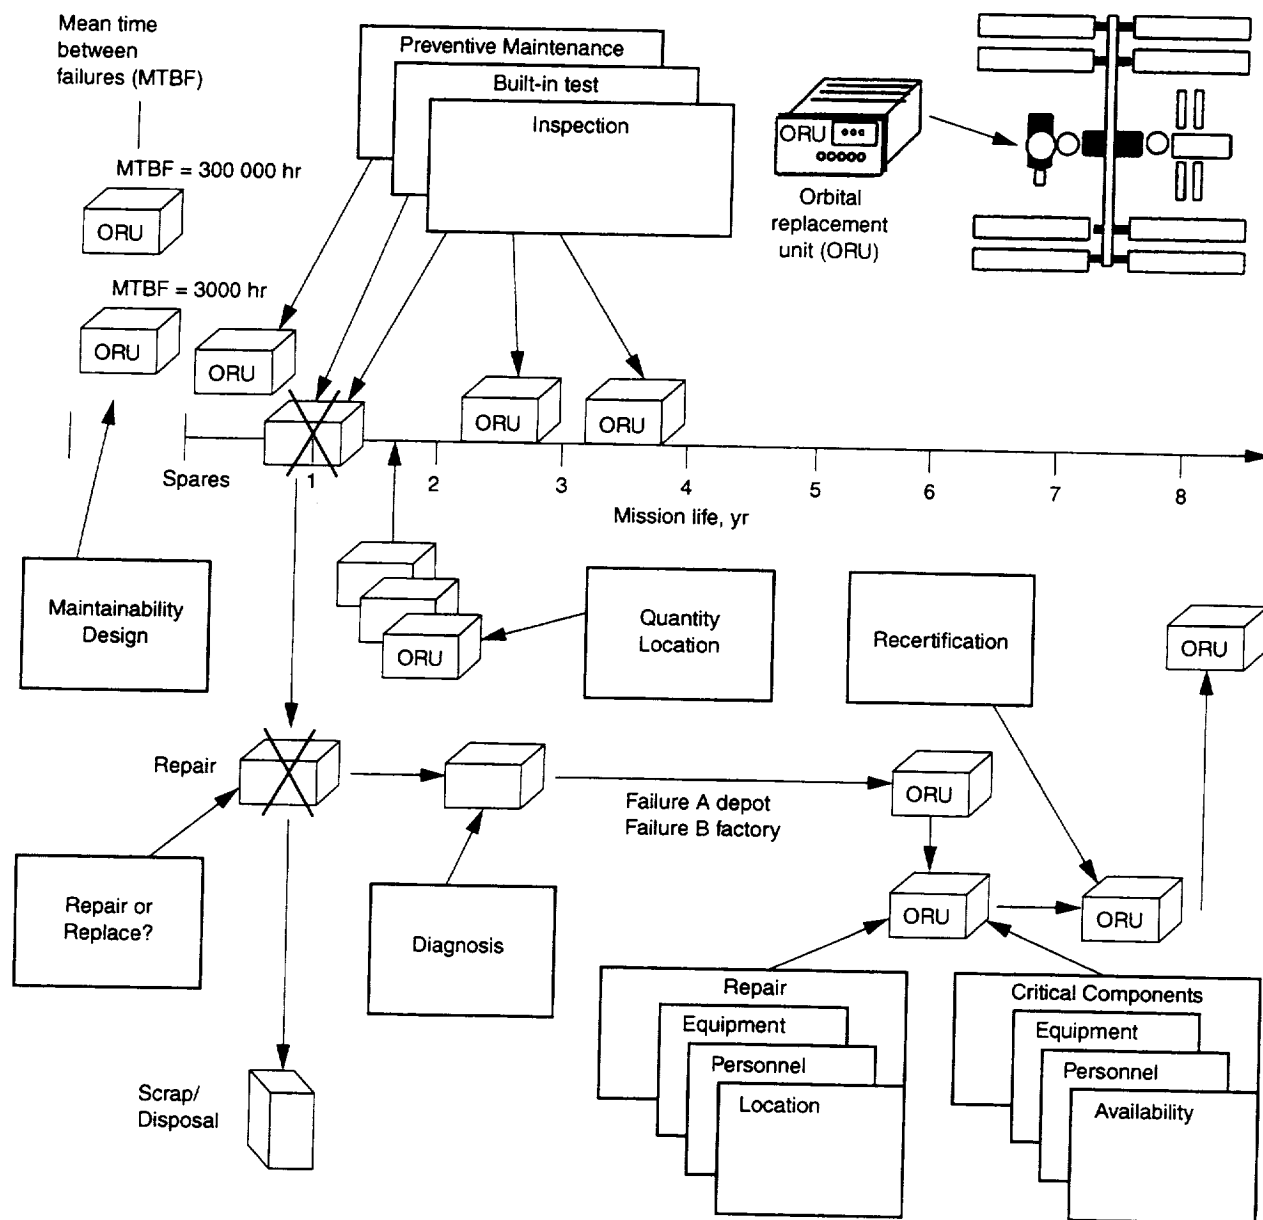 Mean time
between
failures (MTBF)
Preventive Maintenance
Built-in test
Inspection
ORU
Orbital
replacement
unit (ORU)
MTBF = 300 000 hr
ORU
MTBF = 3000 hr
ORU
ORU
ORU
ORU
Spares
1
2
3
4
5
6
7
8
Mission life, yr
Maintainability
Design
ORU
Quantity
Location
Recertification
ORU
Repair
Failure A depot
Failure B factory
ORU
Repair or
Replace?
Diagnosis
ORU
ORU
Repair
Equipment
Personnel
Location
Critical Components
Equipment
Personnel
Availability
Scrap/
Disposal